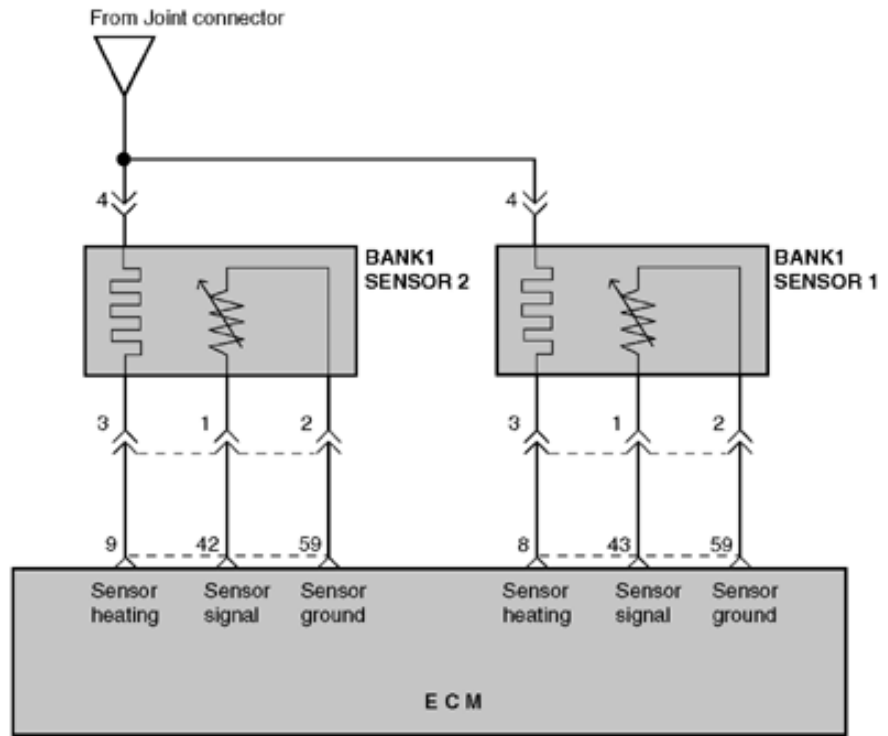 From Joint connector
4
4
BANK1
SENSOR 2
BANK1
SENSOR 1
3 1 2
3 1 2
9 42 59
8 43 59
Sensor heating
Sensor signal
Sensor ground
Sensor heating
Sensor signal
Sensor ground
E C M